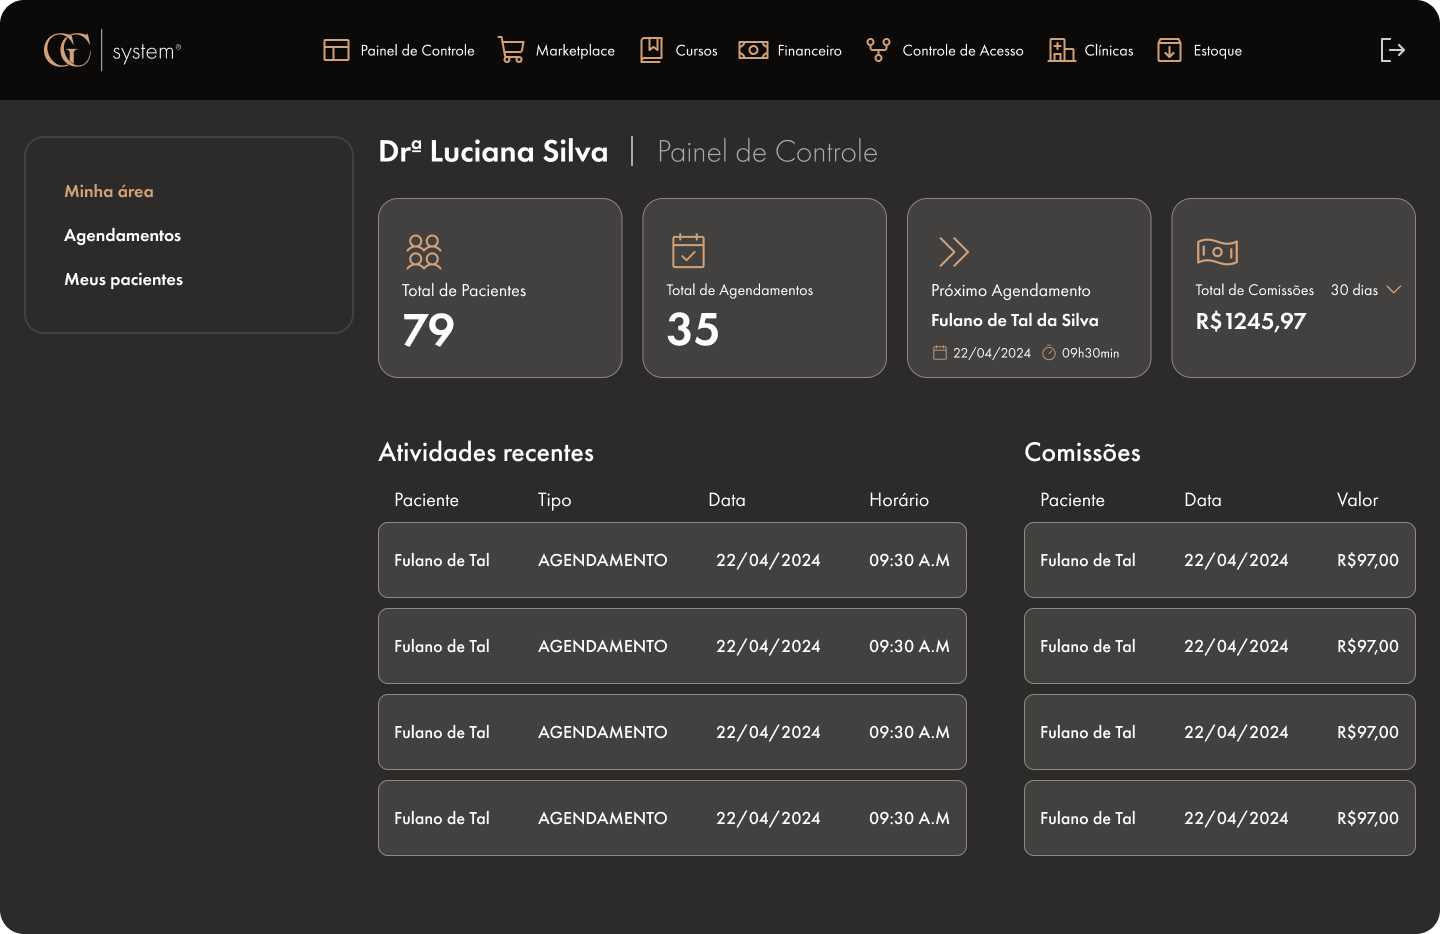 GC system®
Painel de Controle Marketplace Cursos Financeiro Controle de Acesso Clínicas Estoque
Minha área
Agendamentos
Meus pacientes
Drª Luciana Silva | Painel de Controle
Total de Pacientes
79
Total de Agendamentos
35
Próximo Agendamento
Fulano de Tal da Silva
22/04/2024 09h30min
Total de Comissões 30 dias
R$1245,97
Atividades recentes
Paciente Tipo Data Horário
Fulano de Tal AGENDAMENTO 22/04/2024 09:30 A.M
Fulano de Tal AGENDAMENTO 22/04/2024 09:30 A.M
Fulano de Tal AGENDAMENTO 22/04/2024 09:30 A.M
Fulano de Tal AGENDAMENTO 22/04/2024 09:30 A.M
Comissões
Paciente Data Valor
Fulano de Tal 22/04/2024 R$97,00
Fulano de Tal 22/04/2024 R$97,00
Fulano de Tal 22/04/2024 R$97,00
Fulano de Tal 22/04/2024 R$97,00